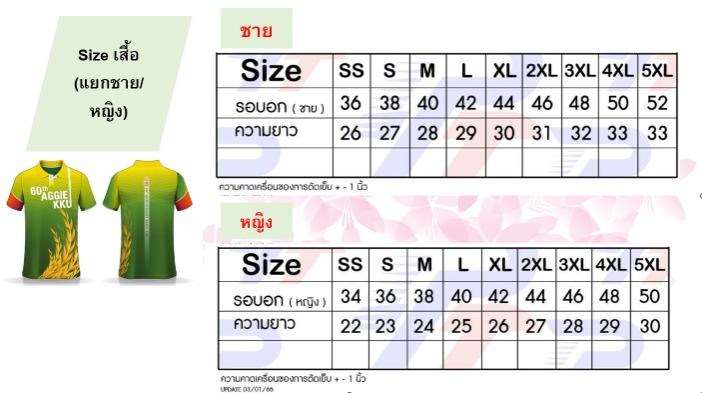 Size เสื้อ
(แยกชาย/
หญิง)
60th
AGGIE
KKU
ชาย
Size SS S M L XL 2XL 3XL 4XL 5XL
รอบอก ( ชาย ) 36 38 40 42 44 46 48 50 52
ความยาว 26 27 28 29 30 31 32 33 33
ความคาดเคลื่อนของการตัดเย็บ + - 1 นิ้ว
หญิง
Size SS S M L XL 2XL 3XL 4XL 5XL
รอบอก ( หญิง ) 34 36 38 40 42 44 46 48 50
ความยาว 22 23 24 25 26 27 28 29 30
ความคาดเคลื่อนของการตัดเย็บ + - 1 นิ้ว
UPDATE 03/01/66